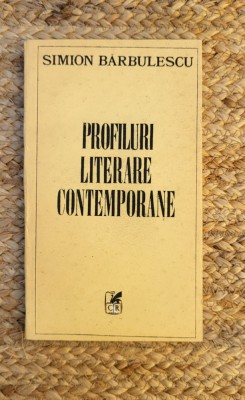 SIMION BĂRBULESCU
PROFILURI
LITERARE
CONTEMPORANE
CR